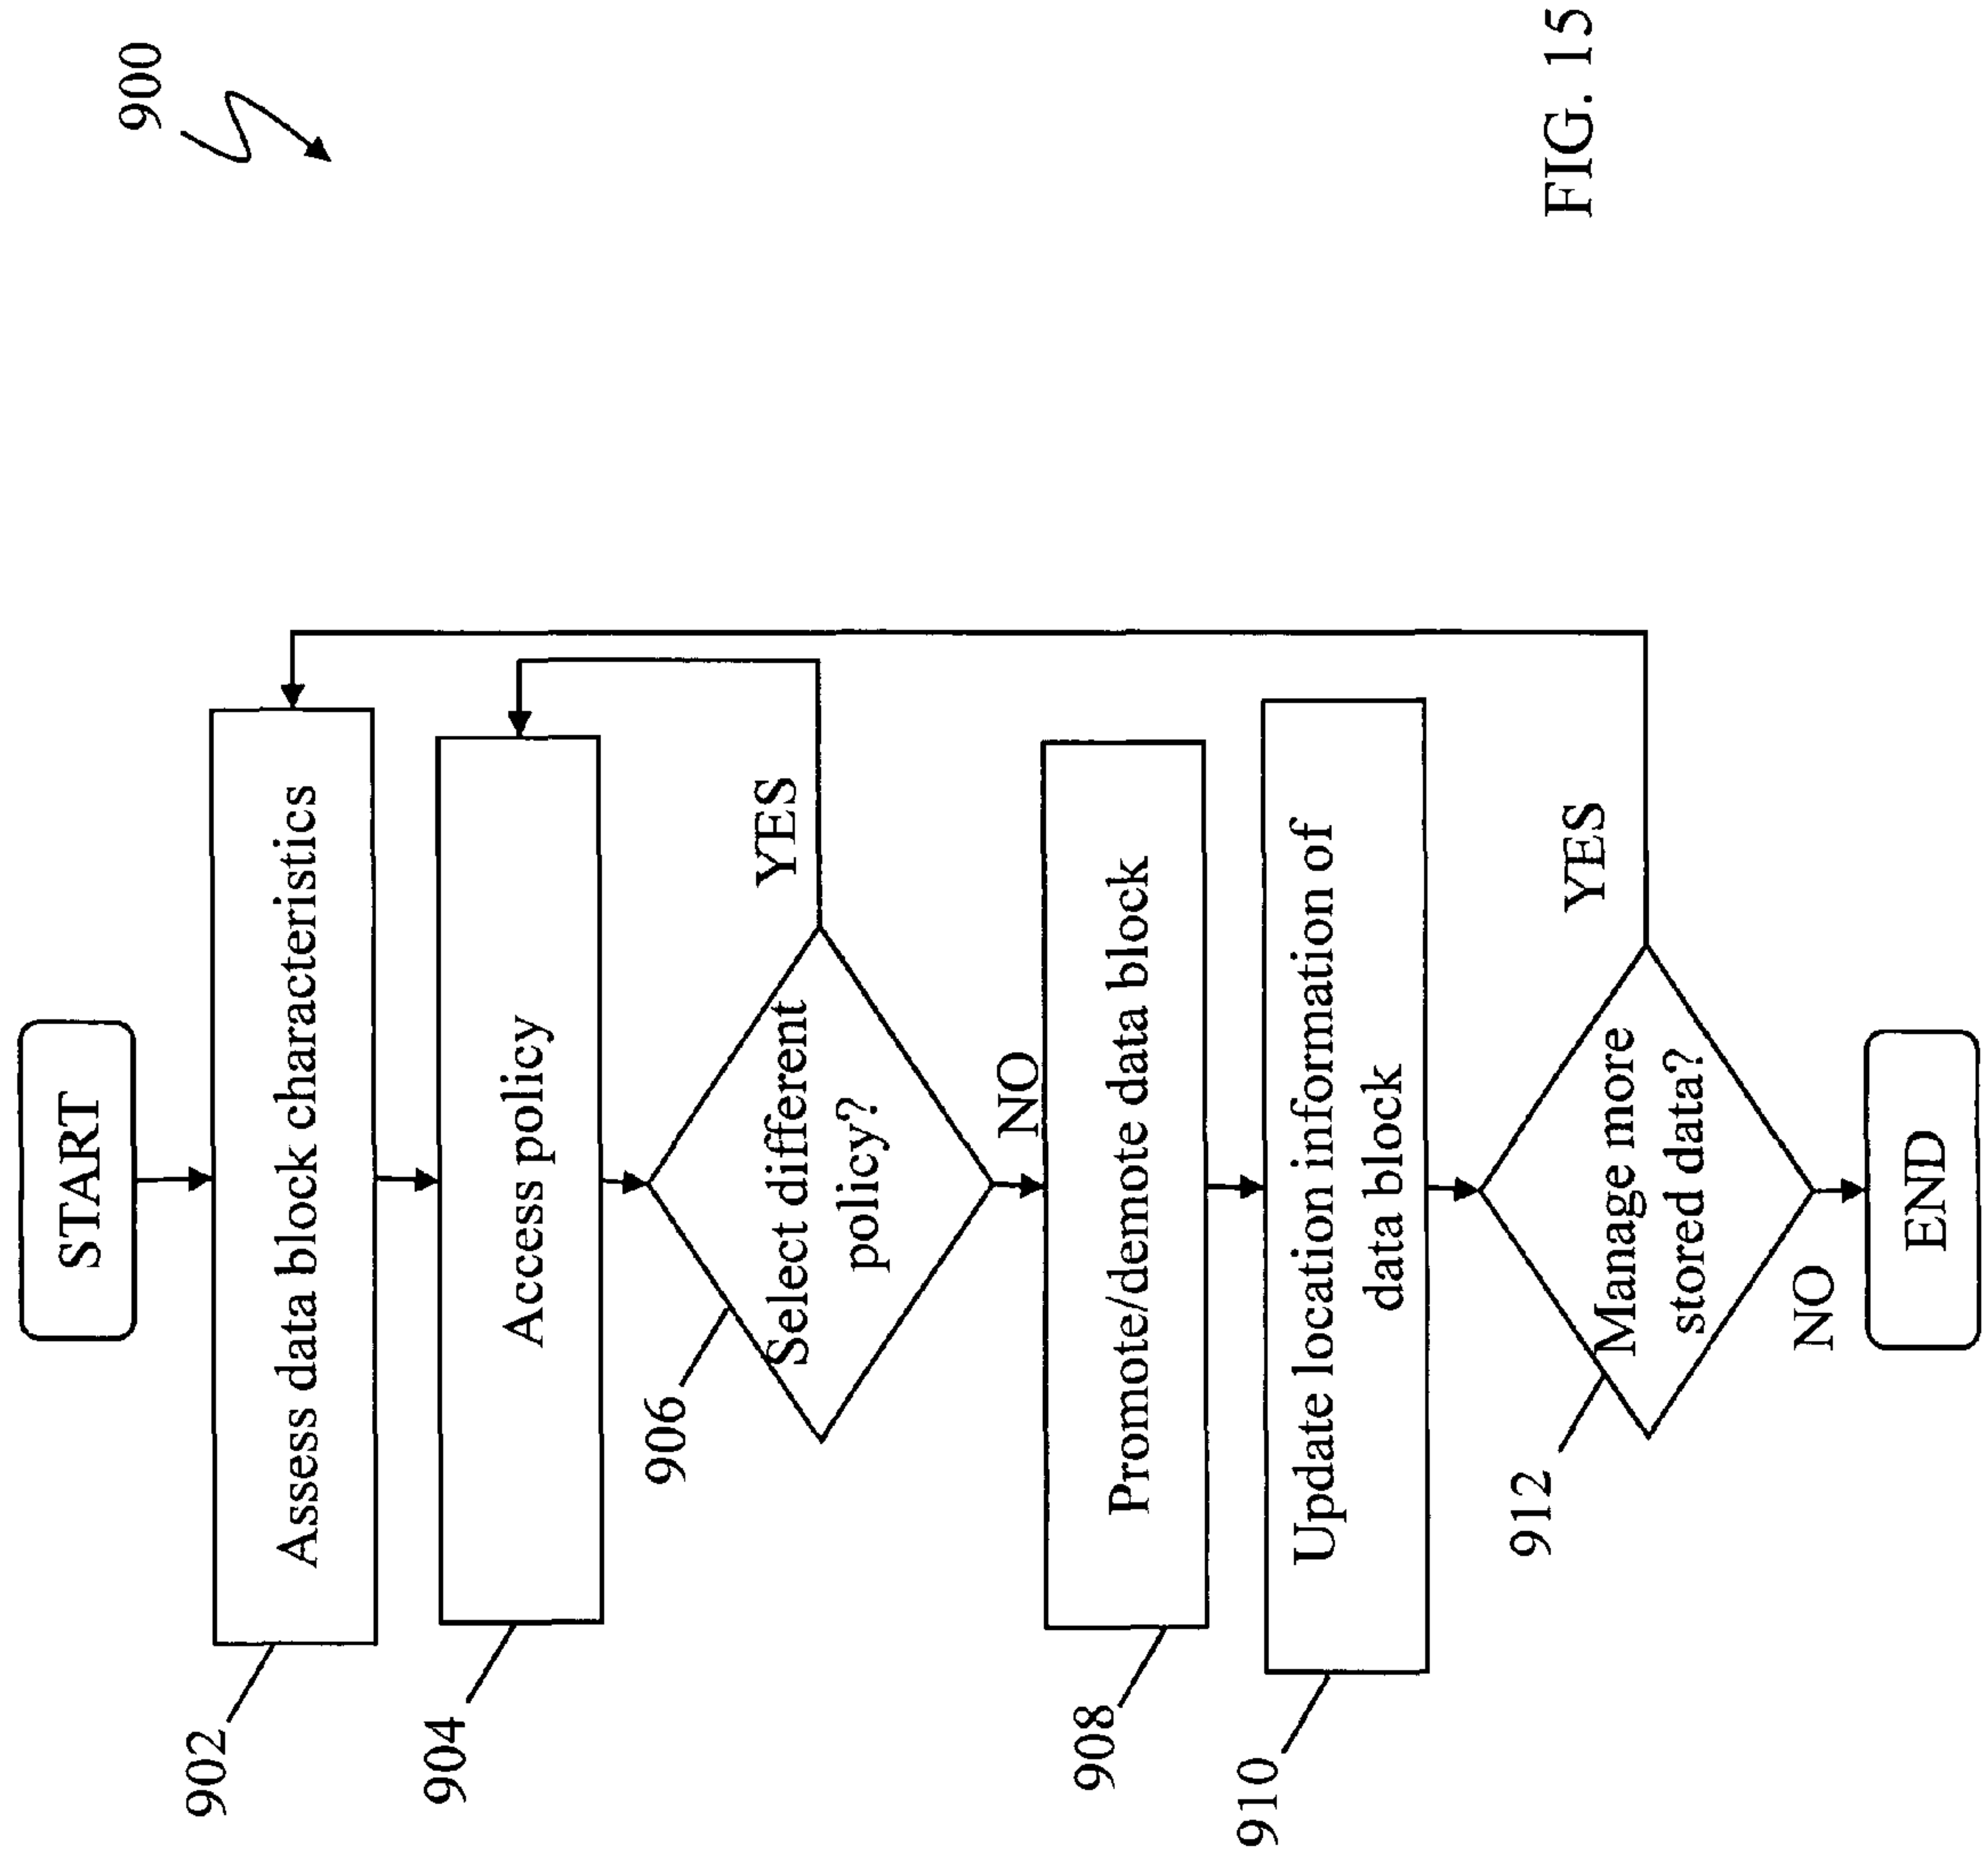 900
START
902
Assess data block characteristics
904
Access policy
906
Select different
policy?
YES
NO
908
Promote/demote data block
910
Update location information of
data block
912
Manage more
stored data?
YES
NO
END
FIG. 15